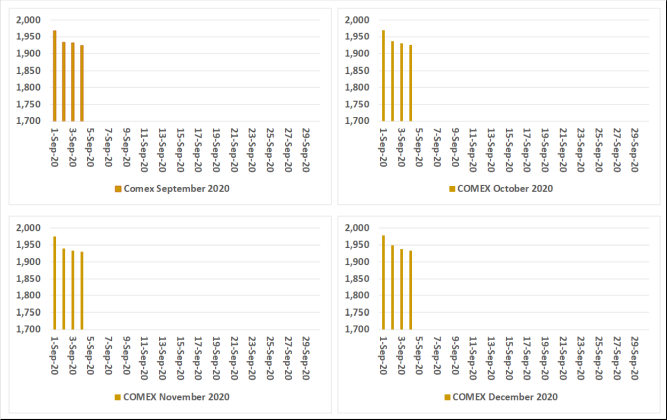 2,000
1,950
1,900
1,850
1,800
1,750
1,700
1-Sep-20
3-Sep-20
5-Sep-20
7-Sep-20
9-Sep-20
11-Sep-20
13-Sep-20
15-Sep-20
17-Sep-20
19-Sep-20
21-Sep-20
23-Sep-20
25-Sep-20
27-Sep-20
29-Sep-20
Comex September 2020
2,000
1,950
1,900
1,850
1,800
1,750
1,700
1-Sep-20
3-Sep-20
5-Sep-20
7-Sep-20
9-Sep-20
11-Sep-20
13-Sep-20
15-Sep-20
17-Sep-20
19-Sep-20
21-Sep-20
23-Sep-20
25-Sep-20
27-Sep-20
29-Sep-20
COMEX October 2020
2,000
1,950
1,900
1,850
1,800
1,750
1,700
1-Sep-20
3-Sep-20
5-Sep-20
7-Sep-20
9-Sep-20
11-Sep-20
13-Sep-20
15-Sep-20
17-Sep-20
19-Sep-20
21-Sep-20
23-Sep-20
25-Sep-20
27-Sep-20
29-Sep-20
COMEX November 2020
2,000
1,950
1,900
1,850
1,800
1,750
1,700
1-Sep-20
3-Sep-20
5-Sep-20
7-Sep-20
9-Sep-20
11-Sep-20
13-Sep-20
15-Sep-20
17-Sep-20
19-Sep-20
21-Sep-20
23-Sep-20
25-Sep-20
27-Sep-20
29-Sep-20
COMEX December 2020